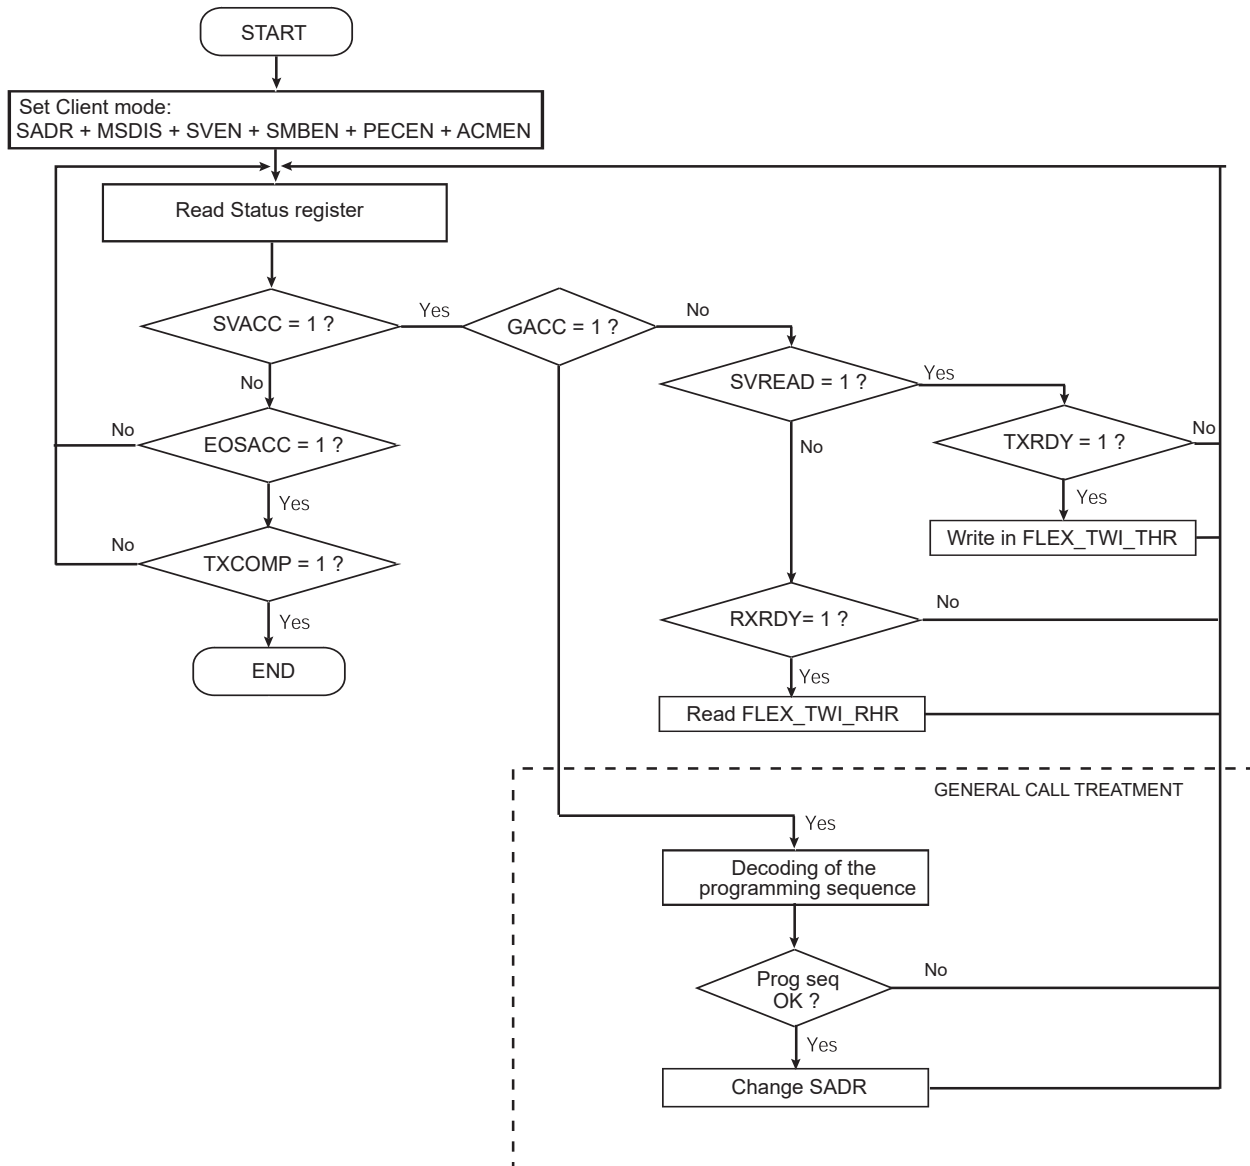 START
Set Client mode:
SADR + MSDIS + SVEN + SMBEN + PECEN + ACMEN
Read Status register
SVACC = 1 ?
Yes
GACC = 1 ?
No
SVREAD = 1 ?
Yes
No
EOSACC = 1 ?
No
TXRDY = 1 ?
No
No
Yes
Yes
Write in FLEX_TWI_THR
No
TXCOMP = 1 ?
Yes
RXRDY= 1 ?
No
END
Yes
Read FLEX_TWI_RHR
GENERAL CALL TREATMENT
Yes
Decoding of the
programming sequence
Prog seq
OK ?
No
Yes
Change SADR